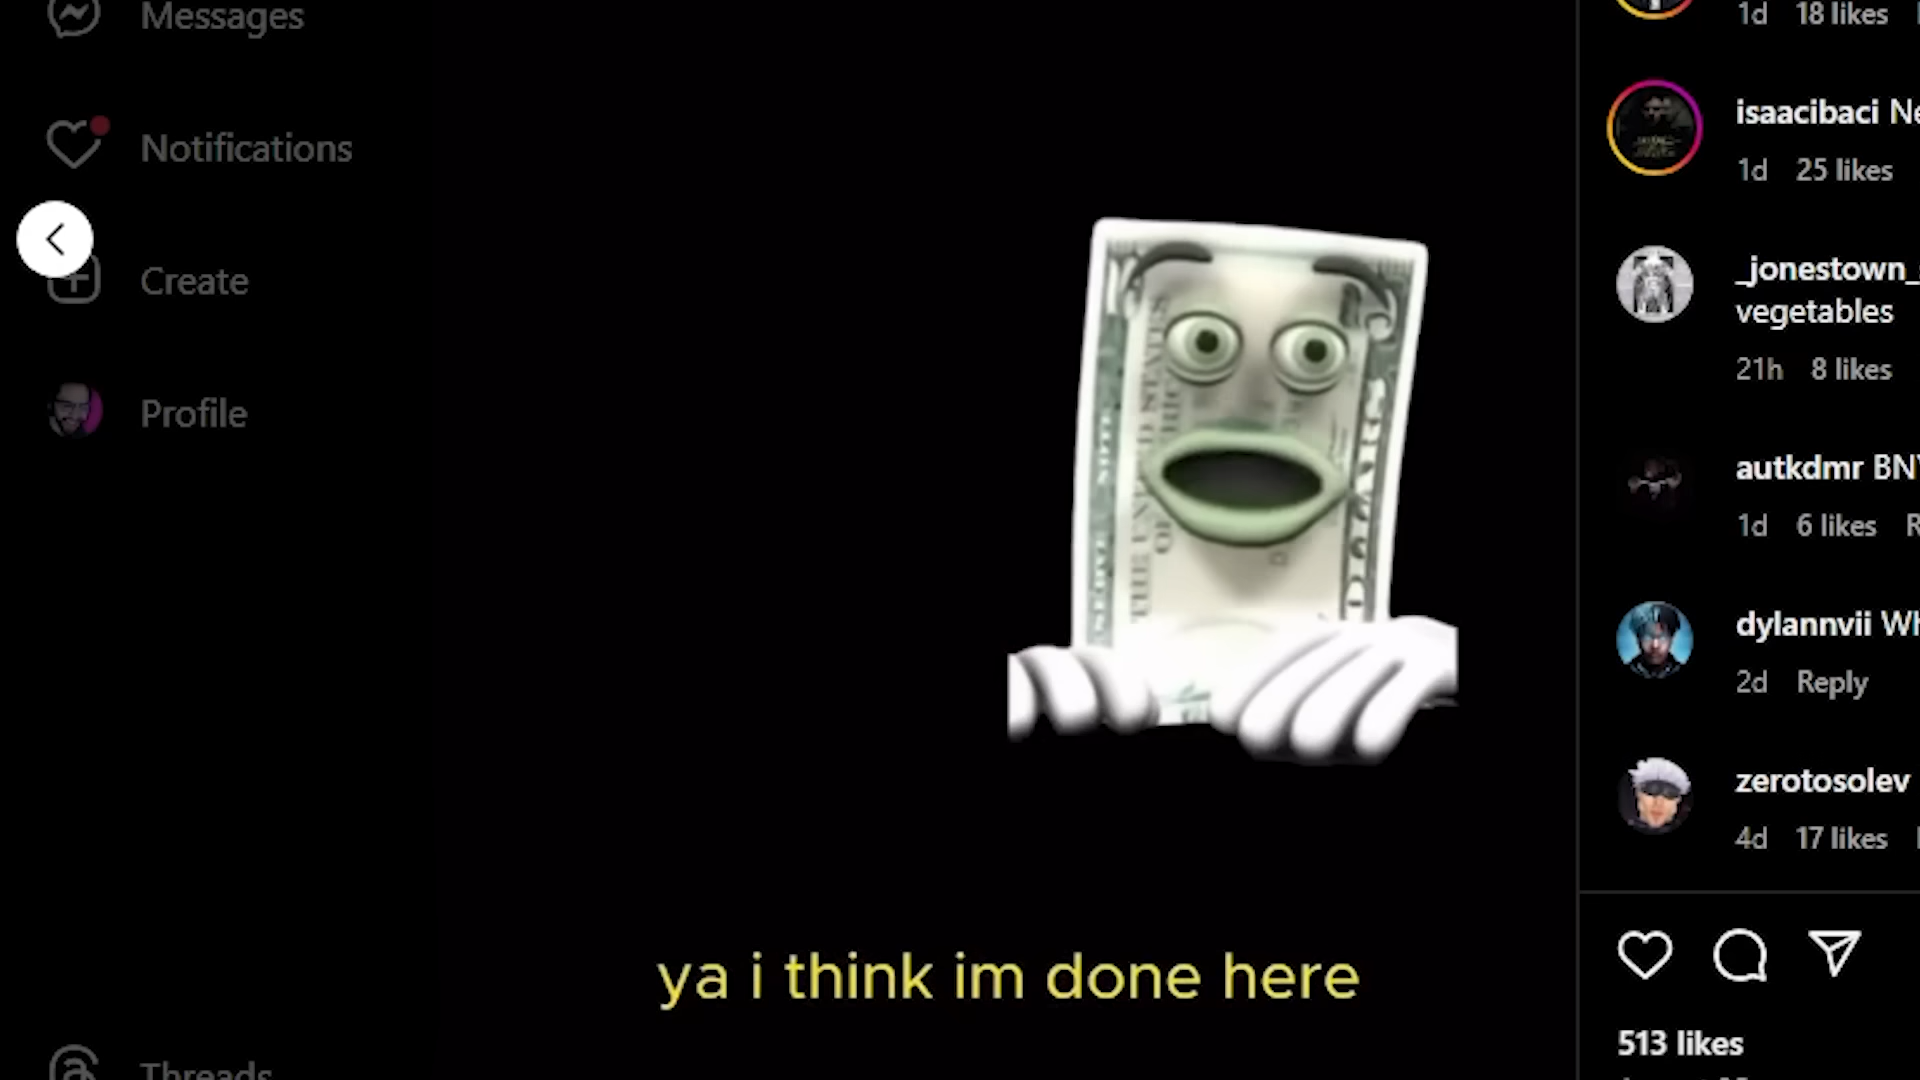 Messages
Notifications
Create
Profile
Threads
ya i think im done here
1d 18 likes
isaacibaci
1d 25 likes
_jonestown_
vegetables
21h 8 likes
autkdmr
1d 6 likes
dylannvii
2d Reply
zerotosolev
4d 17 likes
513 likes